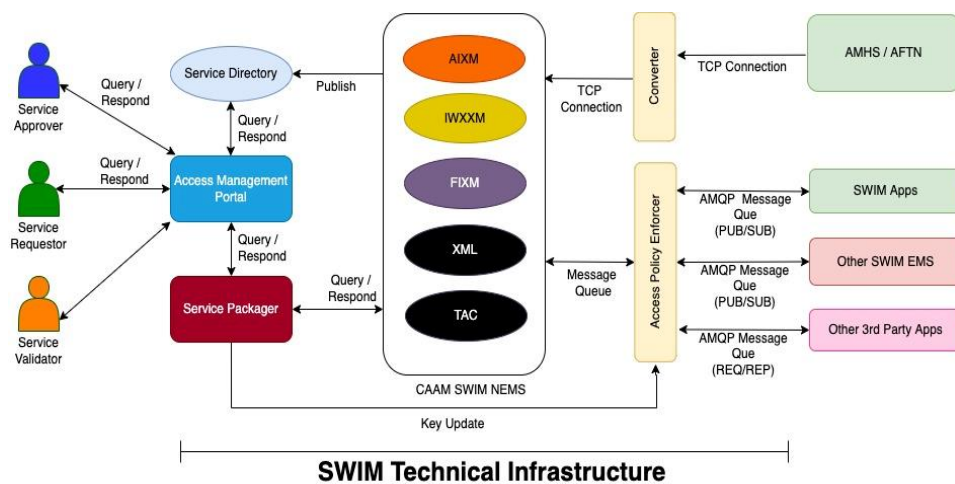 Service
Approver
Query /
Respond
Service
Requestor
Query /
Respond
Service
Validator
Service Directory
Publish
Query /
Respond
Access Management
Portal
Query /
Respond
Service Packager
Query /
Respond
AIXM
IWXXM
FIXM
XML
TAC
CAAM SWIM NEMS
Key Update
TCP
Connection
Converter
TCP Connection
AMHS / AFTN
Message
Queue
Access Policy Enforcer
AMQP Message
Que
(PUB/SUB)
SWIM Apps
AMQP Message
Que
(PUB/SUB)
Other SWIM EMS
AMQP Message
Que
(REQ/REP)
Other 3rd Party Apps
SWIM Technical Infrastructure